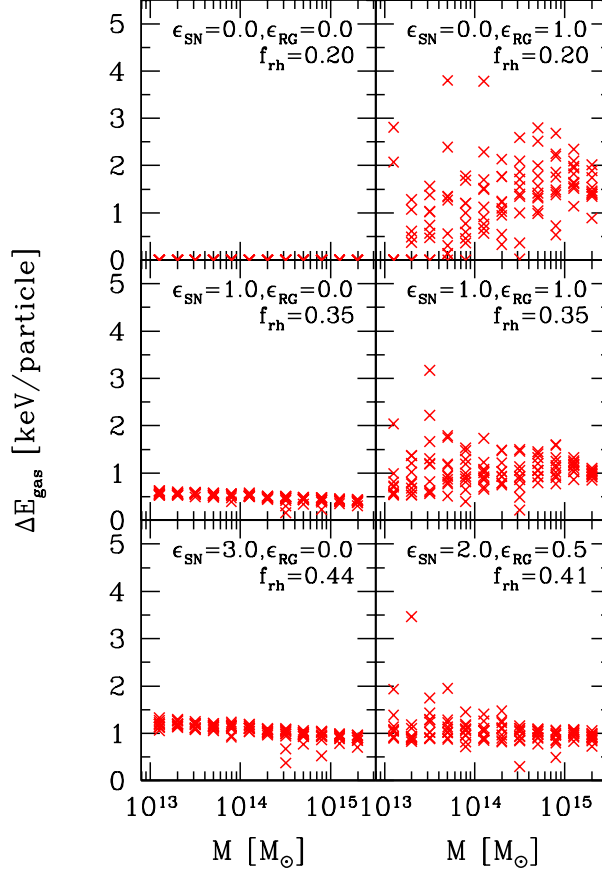 ε_SN=0.0,ε_RG=0.0
f_rh=0.20
ε_SN=0.0,ε_RG=1.0
f_rh=0.20
5
4
3
2
1
0
ε_SN=1.0,ε_RG=0.0
f_rh=0.35
ε_SN=1.0,ε_RG=1.0
f_rh=0.35
5
4
3
2
1
0
ΔE_gas [keV/particle]
ε_SN=3.0,ε_RG=0.0
f_rh=0.44
ε_SN=2.0,ε_RG=0.5
f_rh=0.41
5
4
3
2
1
0
10^13 10^14 10^15 10^13 10^14 10^15
M [M_⊙] M [M_⊙]